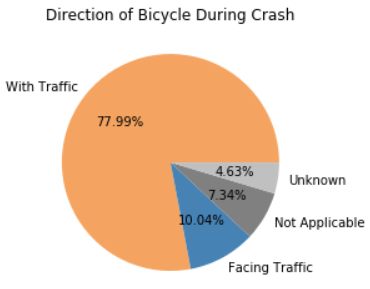 Direction of Bicycle During Crash
With Traffic
77.99%
4.63%
Unknown
7.34%
Not Applicable
10.04%
Facing Traffic